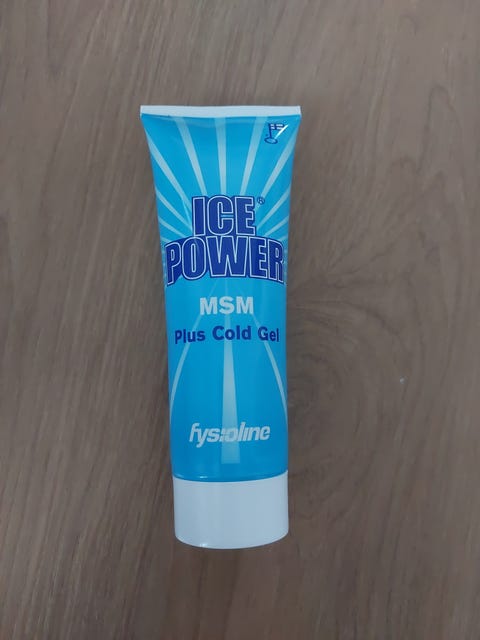 ICE®
POWER
MSM
Plus Cold Gel
fysioline